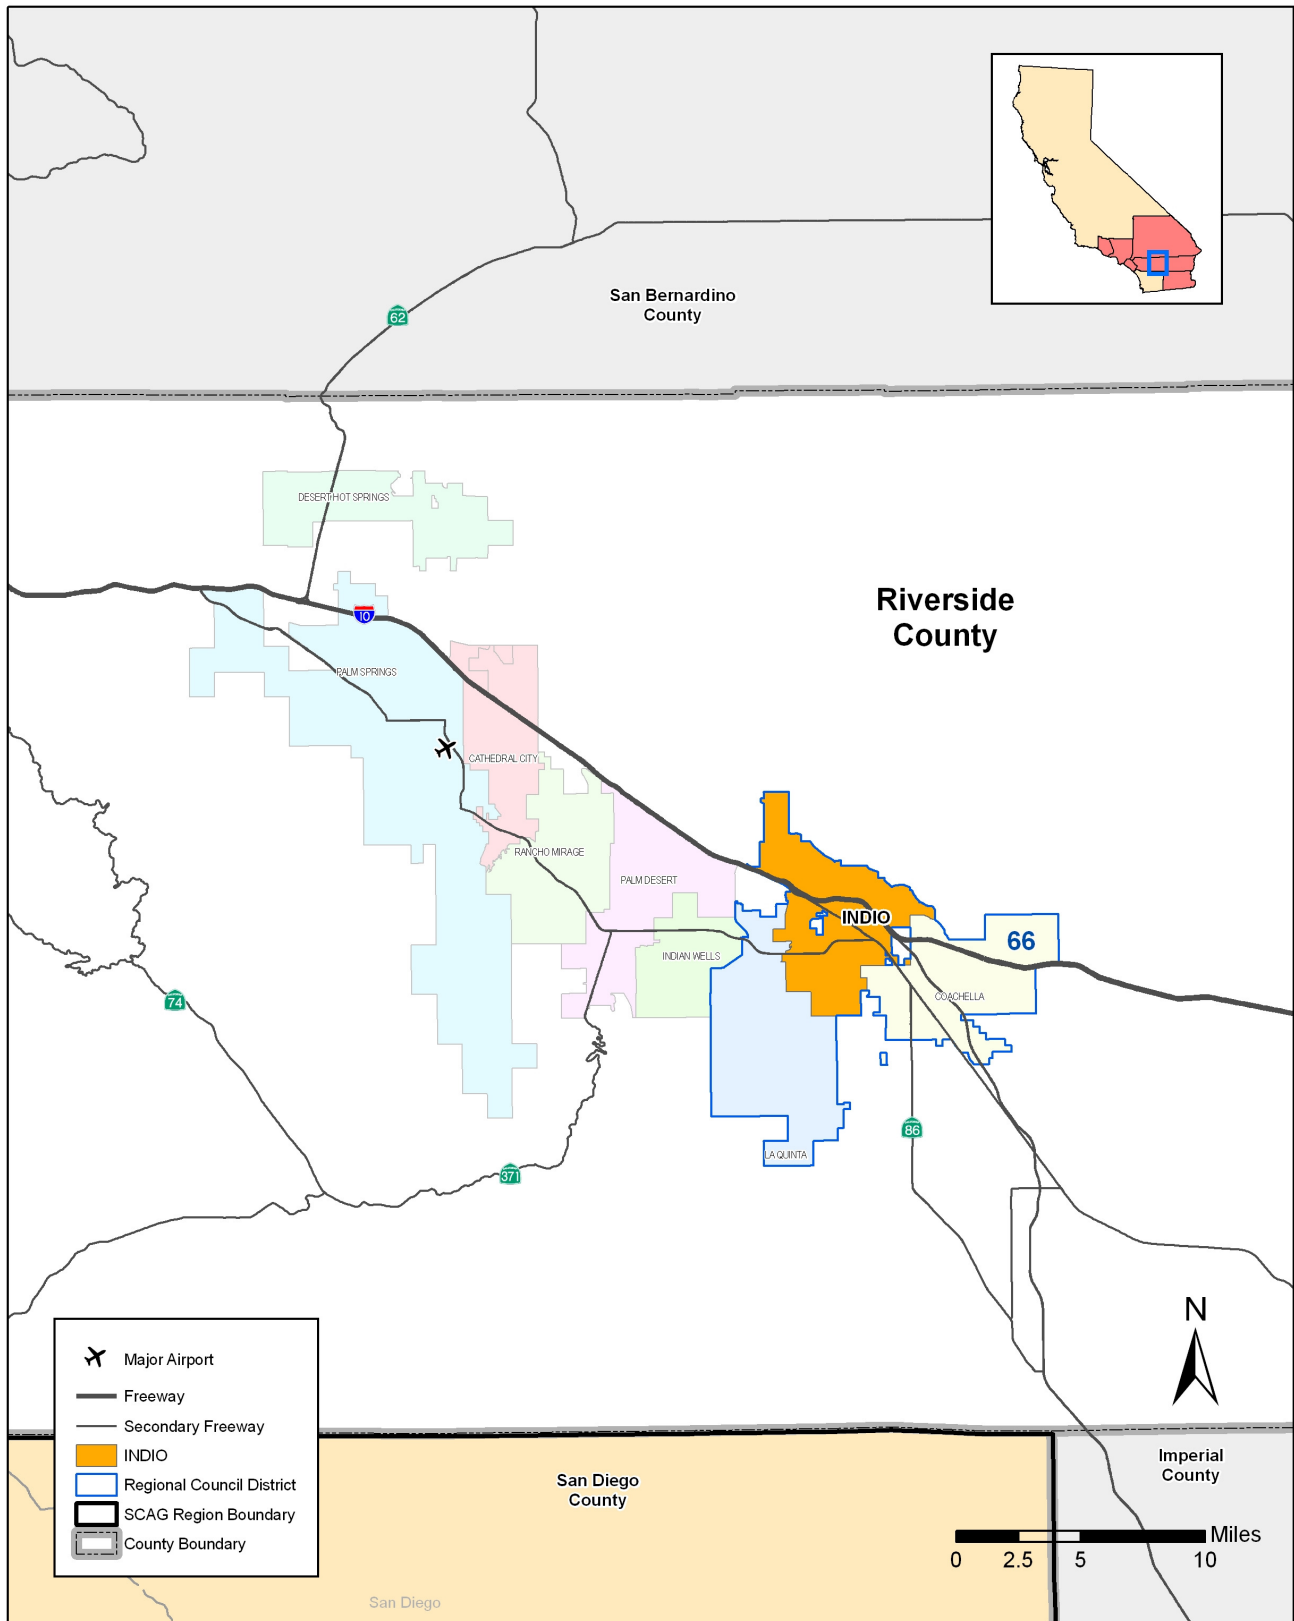 San Bernardino
County
62
DESERT HOT SPRINGS
Riverside
County
10
PALM SPRINGS
CATHEDRAL CITY
RANCHO MIRAGE
PALM DESERT
INDIO
66
INDIAN WELLS
COACHELLA
74
86
LA QUINTA
371
N
Major Airport
Freeway
Secondary Freeway
INDIO
Regional Council District
SCAG Region Boundary
County Boundary
San Diego
County
Imperial
County
Miles
0 2.5 5 10
San Diego